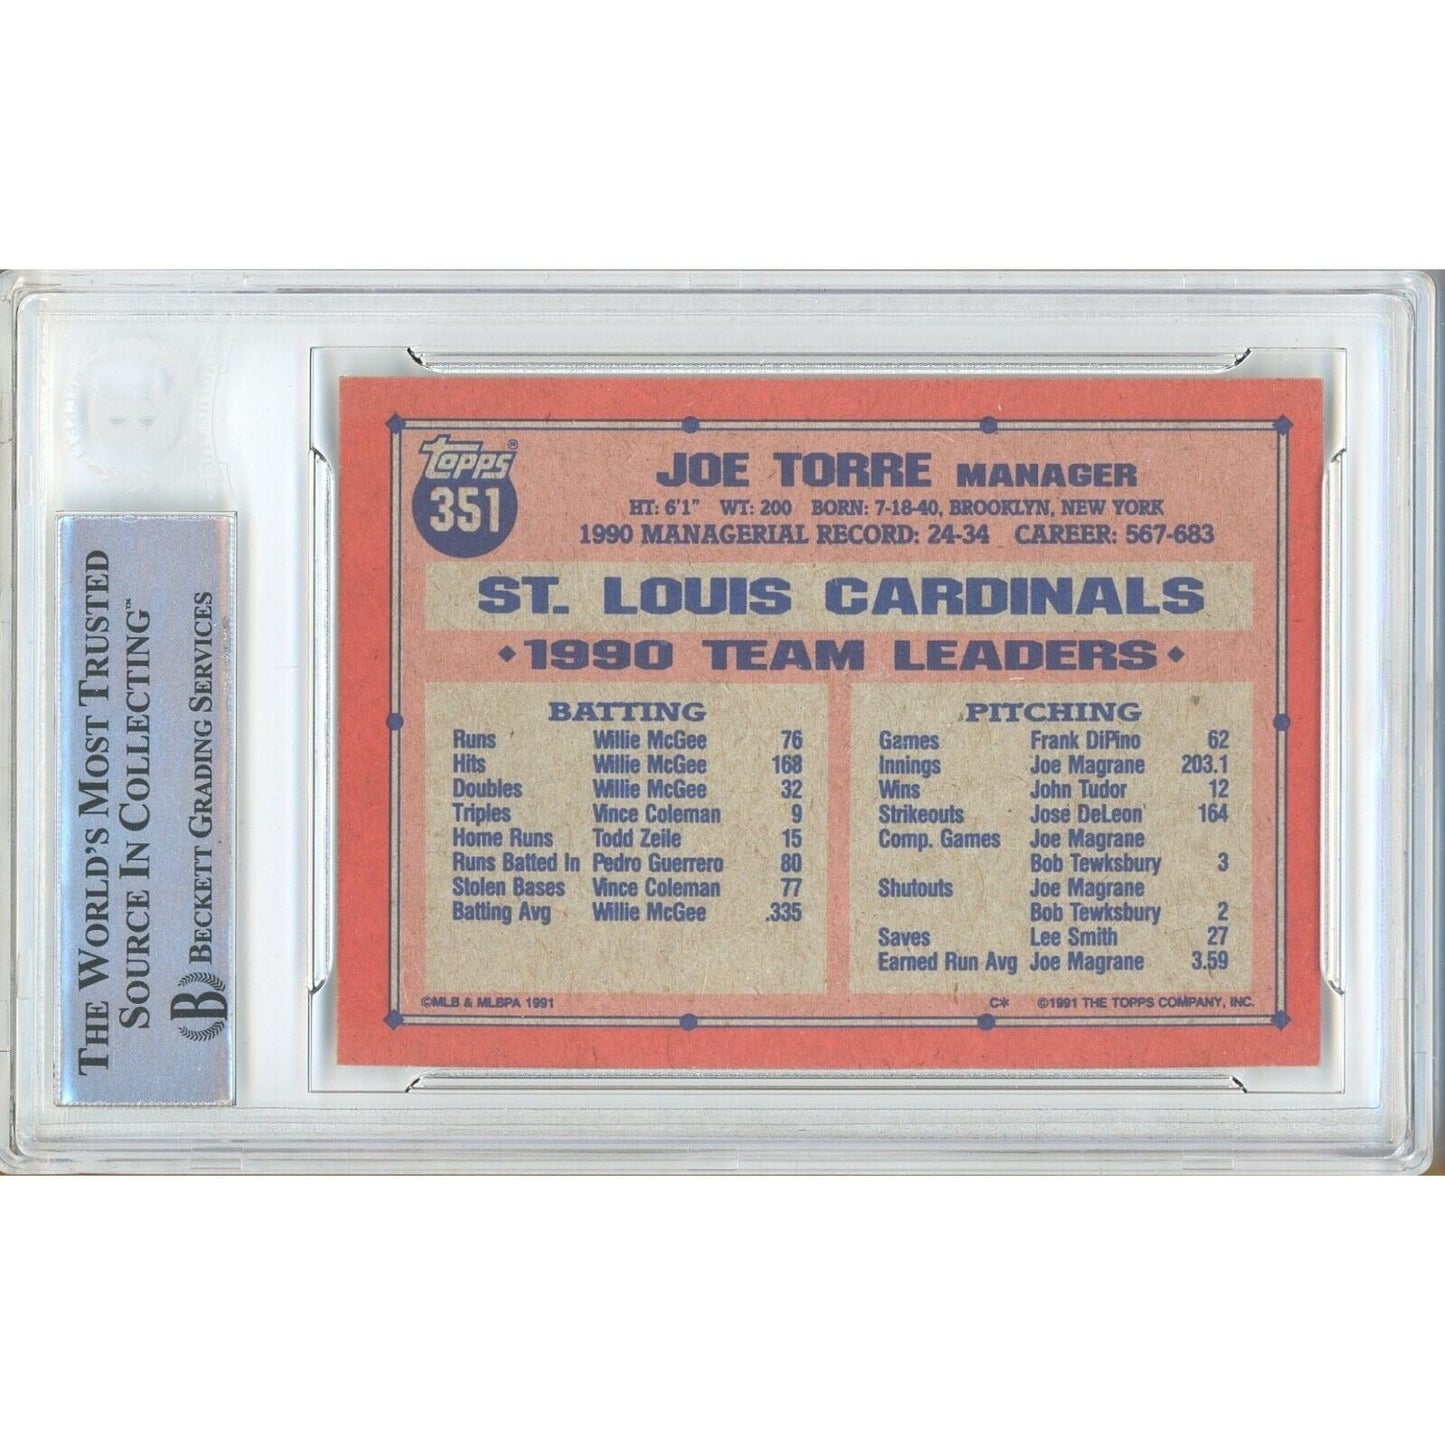 THE WORLD'S MOST TRUSTED
SOURCE IN COLLECTING™
BECKETT GRADING SERVICES
B
topps®
351
JOE TORRE MANAGER
HT: 6'1" WT: 200 BORN: 7-18-40, BROOKLYN, NEW YORK
1990 MANAGERIAL RECORD: 24-34 CAREER: 567-683
ST. LOUIS CARDINALS
1990 TEAM LEADERS
BATTING
Runs Willie McGee 76
Hits Willie McGee 168
Doubles Willie McGee 32
Triples Vince Coleman 9
Home Runs Todd Zeile 15
Runs Batted In Pedro Guerrero 80
Stolen Bases Vince Coleman 77
Batting Avg Willie McGee .335
PITCHING
Games Frank DiPino 62
Innings Joe Magrane 203.1
Wins John Tudor 12
Strikeouts Jose DeLeon 164
Comp. Games Joe Magrane
Bob Tewksbury 3
Shutouts Joe Magrane
Bob Tewksbury 2
Saves Lee Smith 27
Earned Run Avg Joe Magrane 3.59
©MLB & MLBPA 1991 C* ©1991 THE TOPPS COMPANY, INC.